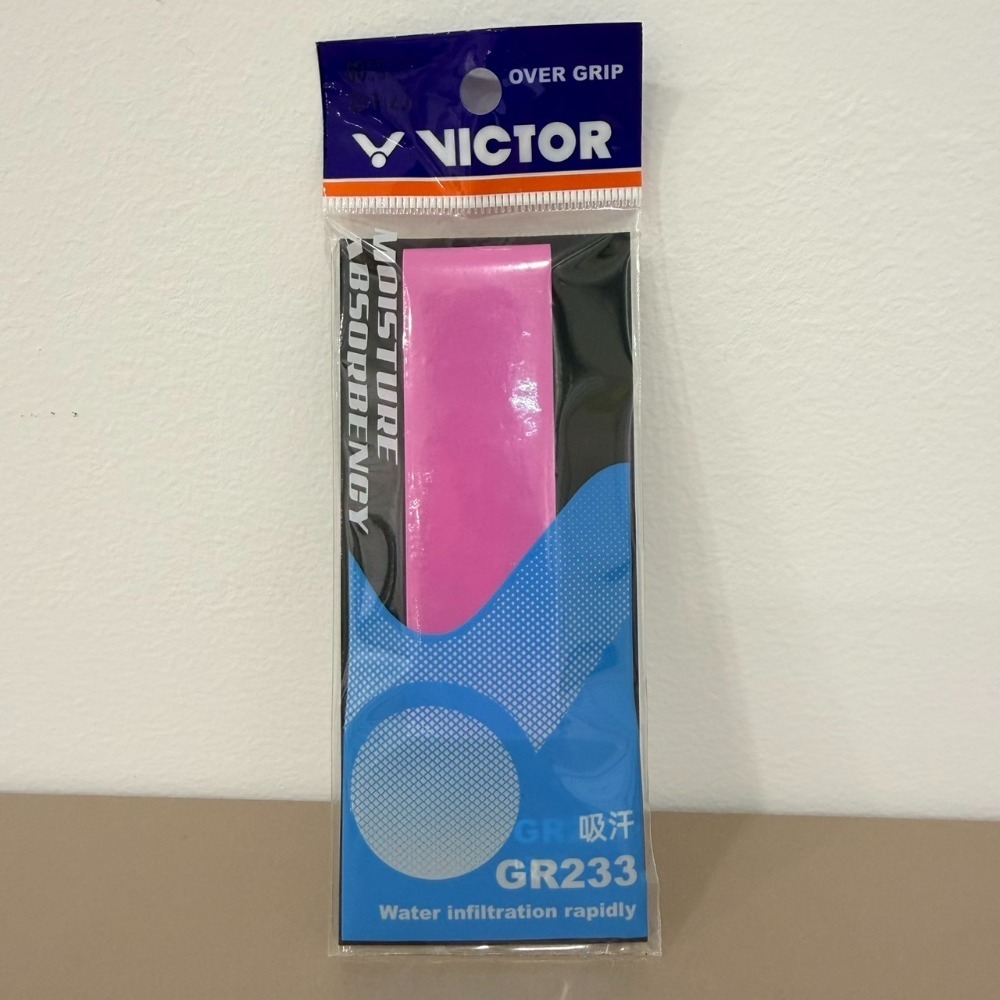 OVER GRIP
VICTOR
MOISTURE
ABSORBENCY
吸汗
GR233
Water infiltration rapidly